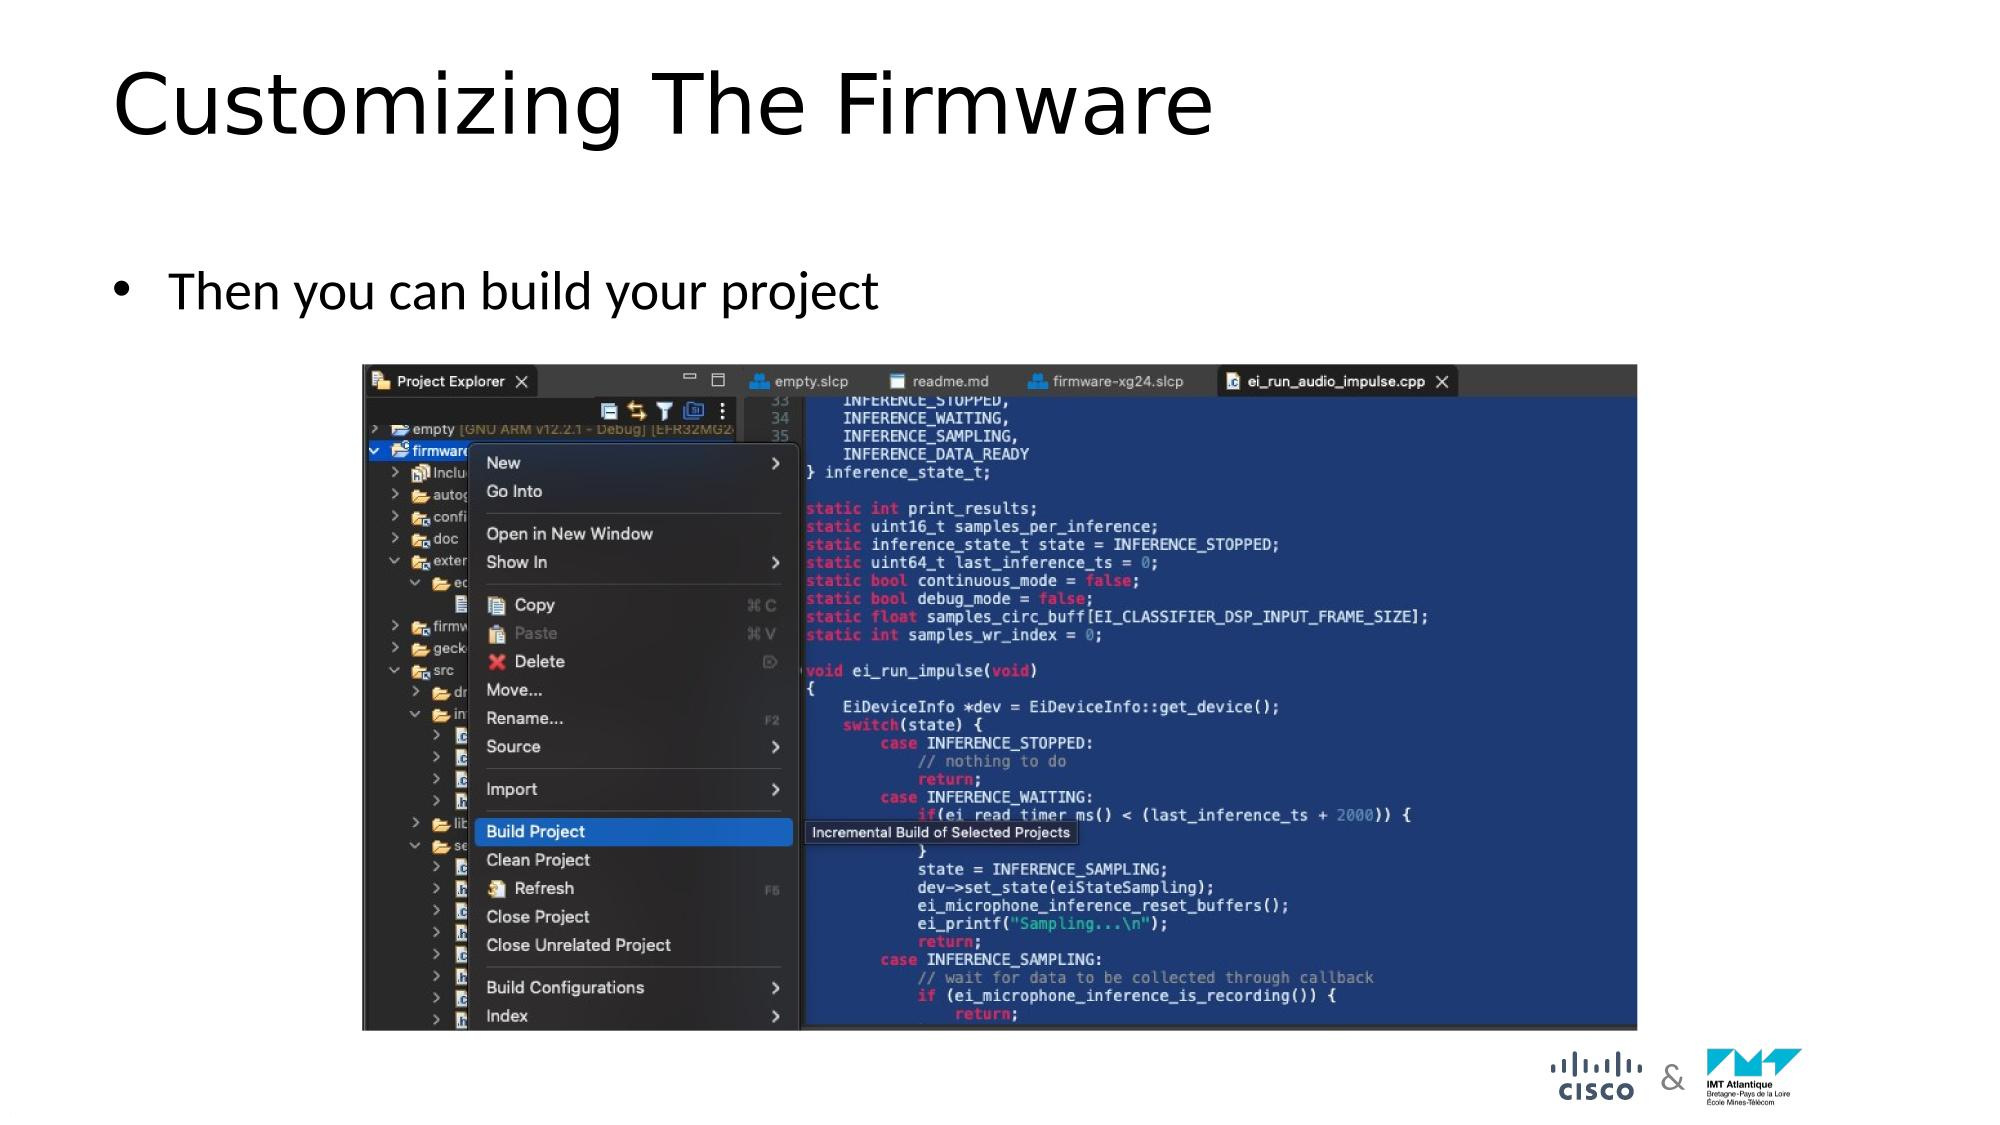 Customizing The Firmware
• Then you can build your project
Project Explorer
empty.slcp
readme.md
firmware-xg24.slcp
ei_run_audio_impulse.cpp
empty [GNU ARM v12.2.1 - Debug] [EFR32MG2
firmware
Inclu
autog
confi
doc
exter
firmw
geck
src
lib
New
Go Into
Open in New Window
Show In
Copy ⌘ C
Paste ⌘ V
Delete
Move...
Rename... F2
Source
Import
Build Project
Clean Project
Refresh F5
Close Project
Close Unrelated Project
Build Configurations
Index
Incremental Build of Selected Projects
33 INFERENCE_STOPPED,
34 INFERENCE_WAITING,
35 INFERENCE_SAMPLING,
INFERENCE_DATA_READY
} inference_state_t;
static int print_results;
static uint16_t samples_per_inference;
static inference_state_t state = INFERENCE_STOPPED;
static uint64_t last_inference_ts = 0;
static bool continuous_mode = false;
static bool debug_mode = false;
static float samples_circ_buff[EI_CLASSIFIER_DSP_INPUT_FRAME_SIZE];
static int samples_wr_index = 0;
void ei_run_impulse(void)
{
EiDeviceInfo *dev = EiDeviceInfo::get_device();
switch(state) {
case INFERENCE_STOPPED:
// nothing to do
return;
case INFERENCE_WAITING:
if(ei_read_timer_ms() < (last_inference_ts + 2000)) {
}
state = INFERENCE_SAMPLING;
dev->set_state(eiStateSampling);
ei_microphone_inference_reset_buffers();
ei_printf("Sampling...\n");
return;
case INFERENCE_SAMPLING:
// wait for data to be collected through callback
if (ei_microphone_inference_is_recording()) {
return;
CISCO
&
IMT Atlantique
Bretagne-Pays de la Loire
École Mines-Télécom